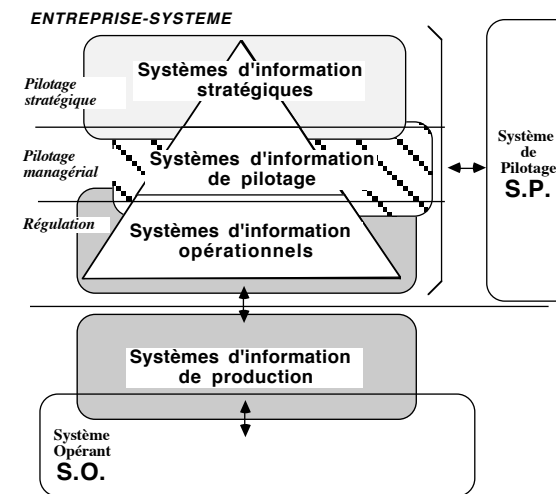 ENTREPRISE-SYSTEME
Pilotage
stratégique
Systèmes d'information
stratégiques
Pilotage
managérial
Systèmes d'information
de pilotage
Régulation
Systèmes d'information
opérationnels
Système
de
Pilotage
S.P.
Systèmes d'information
de production
Système
Opérant
S.O.